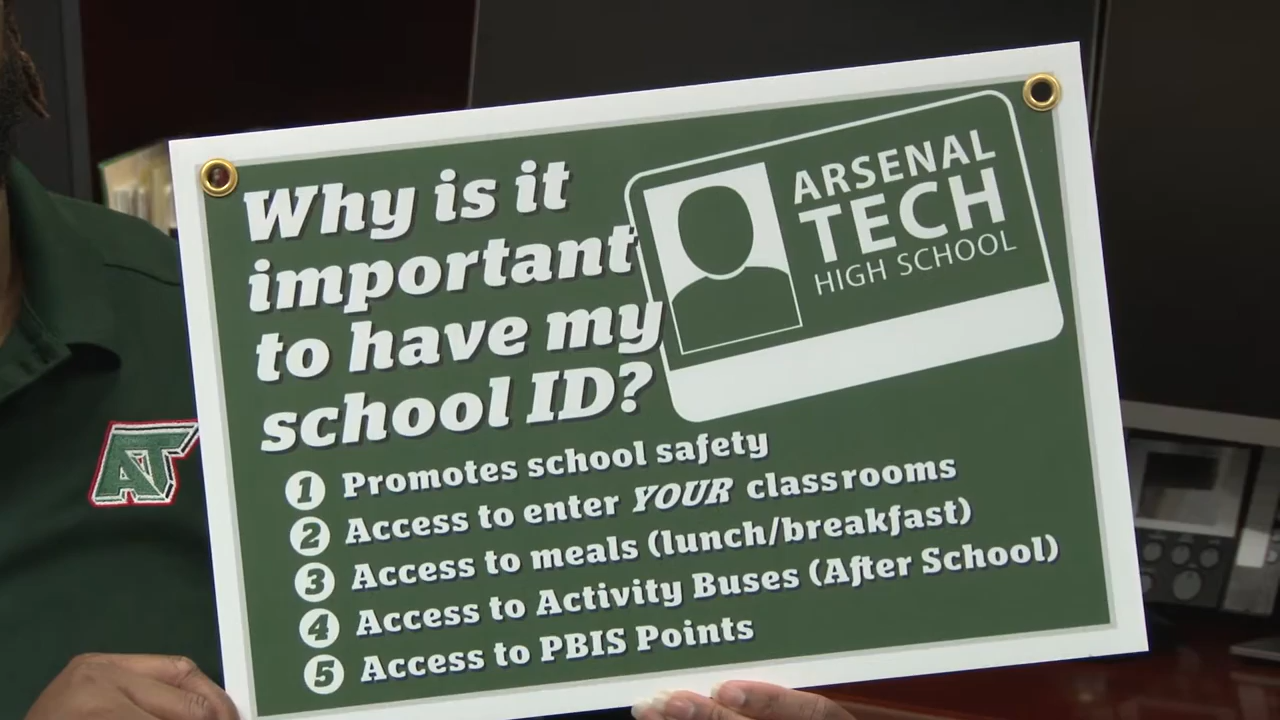 Why is it
important
to have my
school ID?
ARSENAL
TECH
HIGH SCHOOL
1 Promotes school safety
2 Access to enter YOUR classrooms
3 Access to meals (lunch/breakfast)
4 Access to Activity Buses (After School)
5 Access to PBIS Points
AT